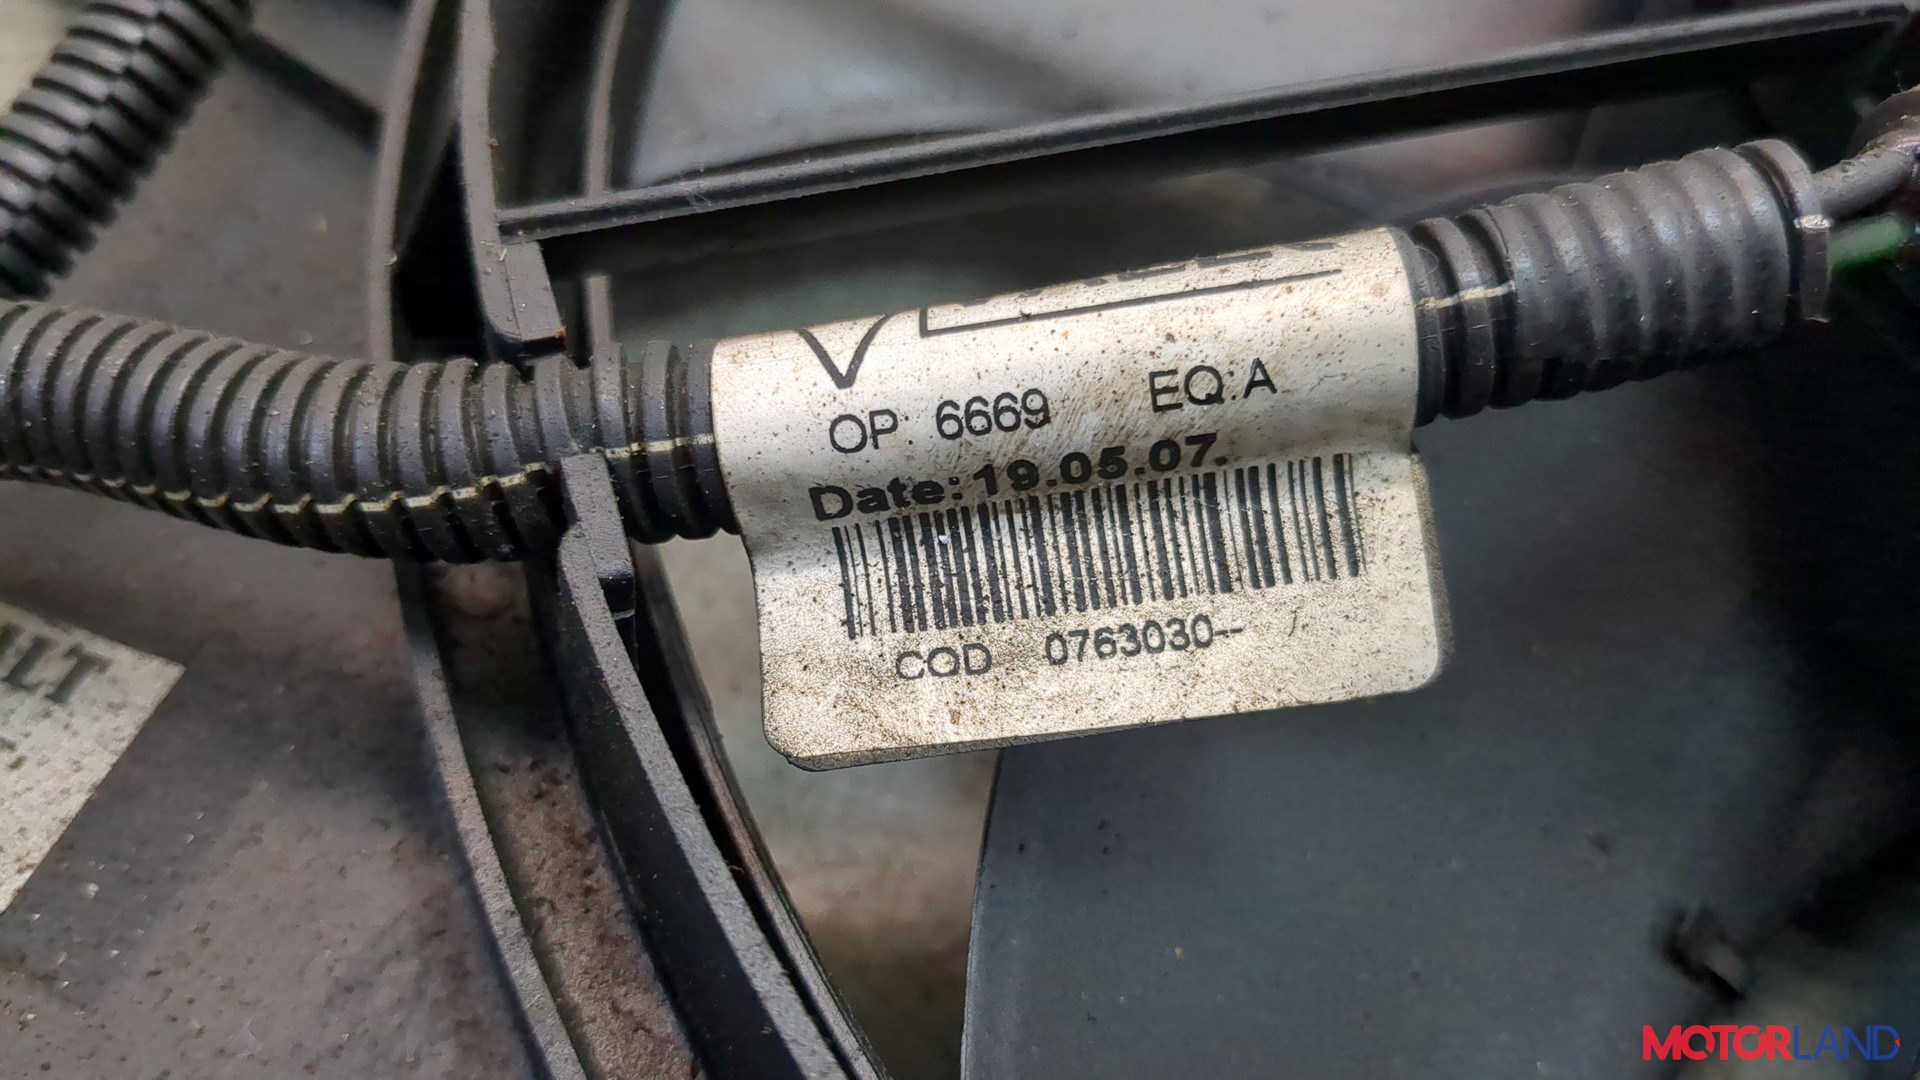 OP: 6669 EQ:A
Date: 19.05.07.
COD 0763030--
MOTORLAND